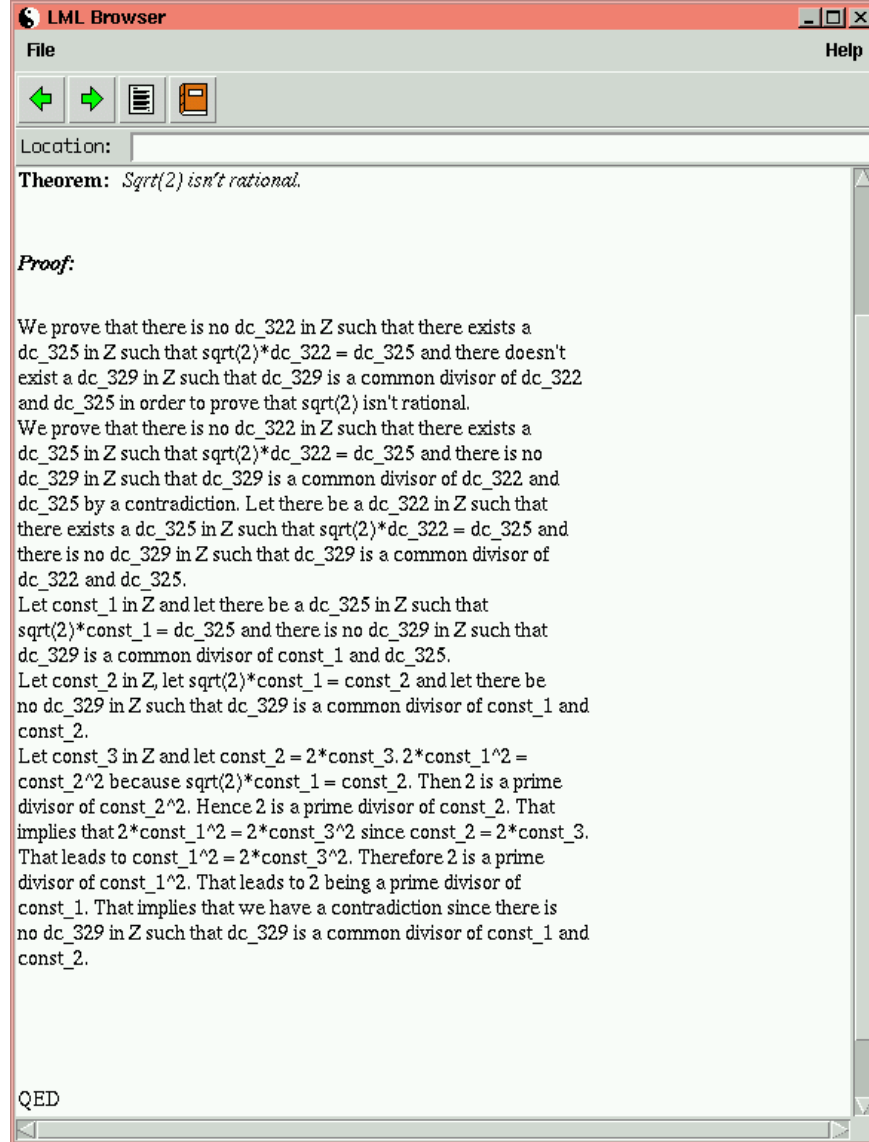 LML Browser
File Help
Location:
Theorem: Sqrt(2) isn't rational.
Proof:
We prove that there is no dc_322 in Z such that there exists a
dc_325 in Z such that sqrt(2)*dc_322 = dc_325 and there doesn't
exist a dc_329 in Z such that dc_329 is a common divisor of dc_322
and dc_325 in order to prove that sqrt(2) isn't rational.
We prove that there is no dc_322 in Z such that there exists a
dc_325 in Z such that sqrt(2)*dc_322 = dc_325 and there is no
dc_329 in Z such that dc_329 is a common divisor of dc_322 and
dc_325 by a contradiction. Let there be a dc_322 in Z such that
there exists a dc_325 in Z such that sqrt(2)*dc_322 = dc_325 and
there is no dc_329 in Z such that dc_329 is a common divisor of
dc_322 and dc_325.
Let const_1 in Z and let there be a dc_325 in Z such that
sqrt(2)*const_1 = dc_325 and there is no dc_329 in Z such that
dc_329 is a common divisor of const_1 and dc_325.
Let const_2 in Z, let sqrt(2)*const_1 = const_2 and let there be
no dc_329 in Z such that dc_329 is a common divisor of const_1 and
const_2.
Let const_3 in Z and let const_2 = 2*const_3. 2*const_1^2 =
const_2^2 because sqrt(2)*const_1 = const_2. Then 2 is a prime
divisor of const_2^2. Hence 2 is a prime divisor of const_2. That
implies that 2*const_1^2 = 2*const_3^2 since const_2 = 2*const_3.
That leads to const_1^2 = 2*const_3^2. Therefore 2 is a prime
divisor of const_1^2. That leads to 2 being a prime divisor of
const_1. That implies that we have a contradiction since there is
no dc_329 in Z such that dc_329 is a common divisor of const_1 and
const_2.
QED